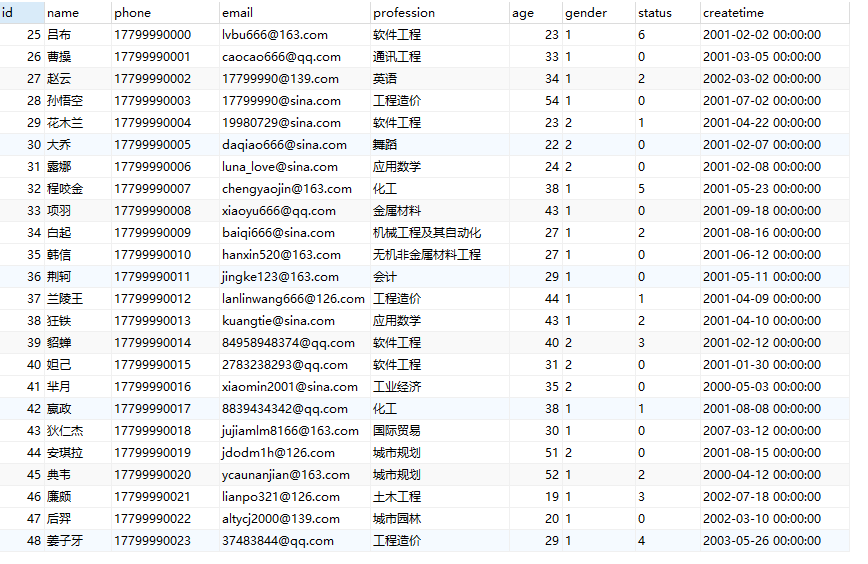 id name phone email profession age gender status createtime
25 吕布 17799990000 lvbu666@163.com 软件工程 23 1 6 2001-02-02 00:00:00
26 曹操 17799990001 caocao666@qq.com 通讯工程 33 1 0 2001-03-05 00:00:00
27 赵云 17799990002 17799990@139.com 英语 34 1 2 2002-03-02 00:00:00
28 孙悟空 17799990003 17799990@sina.com 工程造价 54 1 0 2001-07-02 00:00:00
29 花木兰 17799990004 19980729@sina.com 软件工程 23 2 1 2001-04-22 00:00:00
30 大乔 17799990005 daqiao666@sina.com 舞蹈 22 2 0 2001-02-07 00:00:00
31 露娜 17799990006 luna_love@sina.com 应用数学 24 2 0 2001-02-08 00:00:00
32 程咬金 17799990007 chengyaojin@163.com 化工 38 1 5 2001-05-23 00:00:00
33 项羽 17799990008 xiaoyu666@qq.com 金属材料 43 1 0 2001-09-18 00:00:00
34 白起 17799990009 baiqi666@sina.com 机械工程及其自动化 27 1 2 2001-08-16 00:00:00
35 韩信 17799990010 hanxin520@163.com 无机非金属材料工程 27 1 0 2001-06-12 00:00:00
36 荆轲 17799990011 jingke123@163.com 会计 29 1 0 2001-05-11 00:00:00
37 兰陵王 17799990012 lanlinwang666@126.com 工程造价 44 1 1 2001-04-09 00:00:00
38 狂铁 17799990013 kuangtie@sina.com 应用数学 43 1 2 2001-04-10 00:00:00
39 貂蝉 17799990014 84958948374@qq.com 软件工程 40 2 3 2001-02-12 00:00:00
40 妲己 17799990015 2783238293@qq.com 软件工程 31 2 0 2001-01-30 00:00:00
41 芈月 17799990016 xiaomin2001@sina.com 工业经济 35 2 0 2000-05-03 00:00:00
42 嬴政 17799990017 8839434342@qq.com 化工 38 1 1 2001-08-08 00:00:00
43 狄仁杰 17799990018 jujiamlm8166@163.com 国际贸易 30 1 0 2007-03-12 00:00:00
44 安琪拉 17799990019 jdodm1h@126.com 城市规划 51 2 0 2001-08-15 00:00:00
45 典韦 17799990020 ycaunanjian@163.com 城市规划 52 1 2 2000-04-12 00:00:00
46 廉颇 17799990021 lianpo321@126.com 土木工程 19 1 3 2002-07-18 00:00:00
47 后羿 17799990022 altycj2000@139.com 城市园林 20 1 0 2002-03-10 00:00:00
48 姜子牙 17799990023 37483844@qq.com 工程造价 29 1 4 2003-05-26 00:00:00